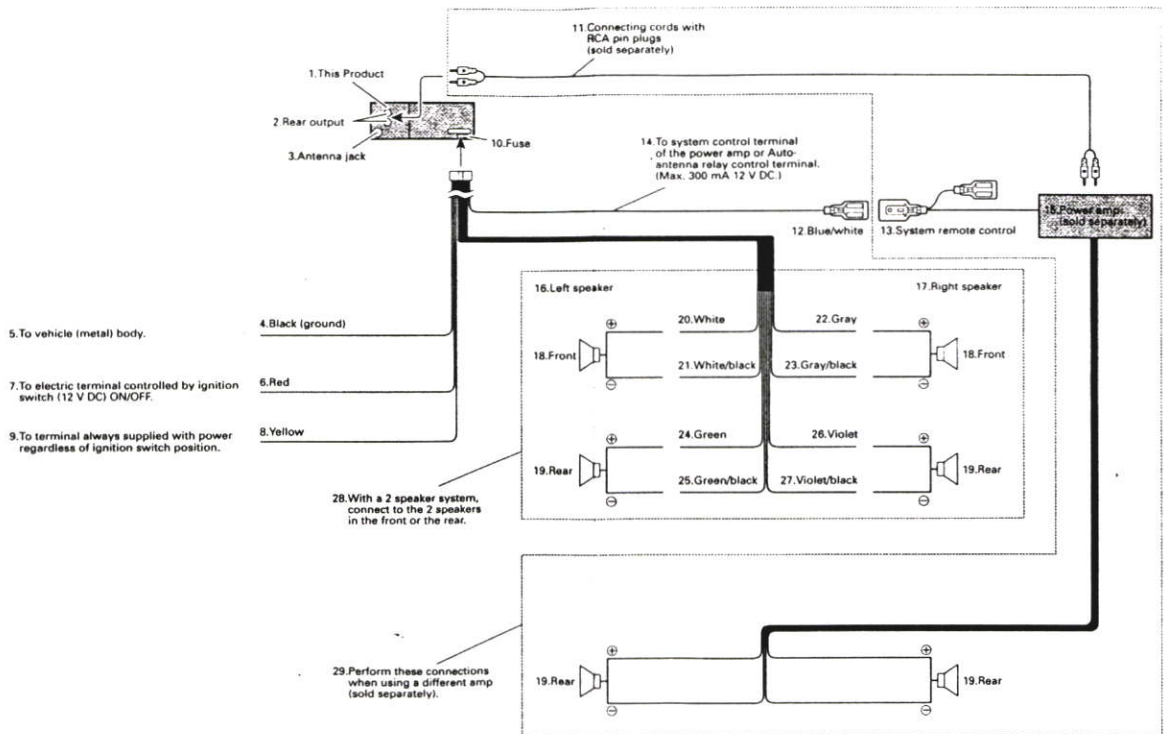 11.Connecting cords with
RCA pin plugs
(sold separately)
1.This Product
2.Rear output
3.Antenna jack
10.Fuse
14.To system control terminal
of the power amp or Auto-
antenna relay control terminal.
(Max. 300 mA 12 V DC.)
12.Blue/white
13.System remote control
15.Power amp
(sold separately)
16.Left speaker
17.Right speaker
5.To vehicle (metal) body.
4.Black (ground)
7.To electric terminal controlled by ignition
switch (12 V DC) ON/OFF.
6.Red
9.To terminal always supplied with power
regardless of ignition switch position.
8.Yellow
⊕
20.White
22.Gray
⊕
18.Front
21.White/black
23.Gray/black
18.Front
⊖
⊖
⊕
24.Green
26.Violet
⊕
19.Rear
25.Green/black
27.Violet/black
19.Rear
⊖
⊖
28.With a 2 speaker system,
connect to the 2 speakers
in the front or the rear.
29.Perform these connections
when using a different amp
(sold separately).
⊕
⊕
19.Rear
19.Rear
⊖
⊖